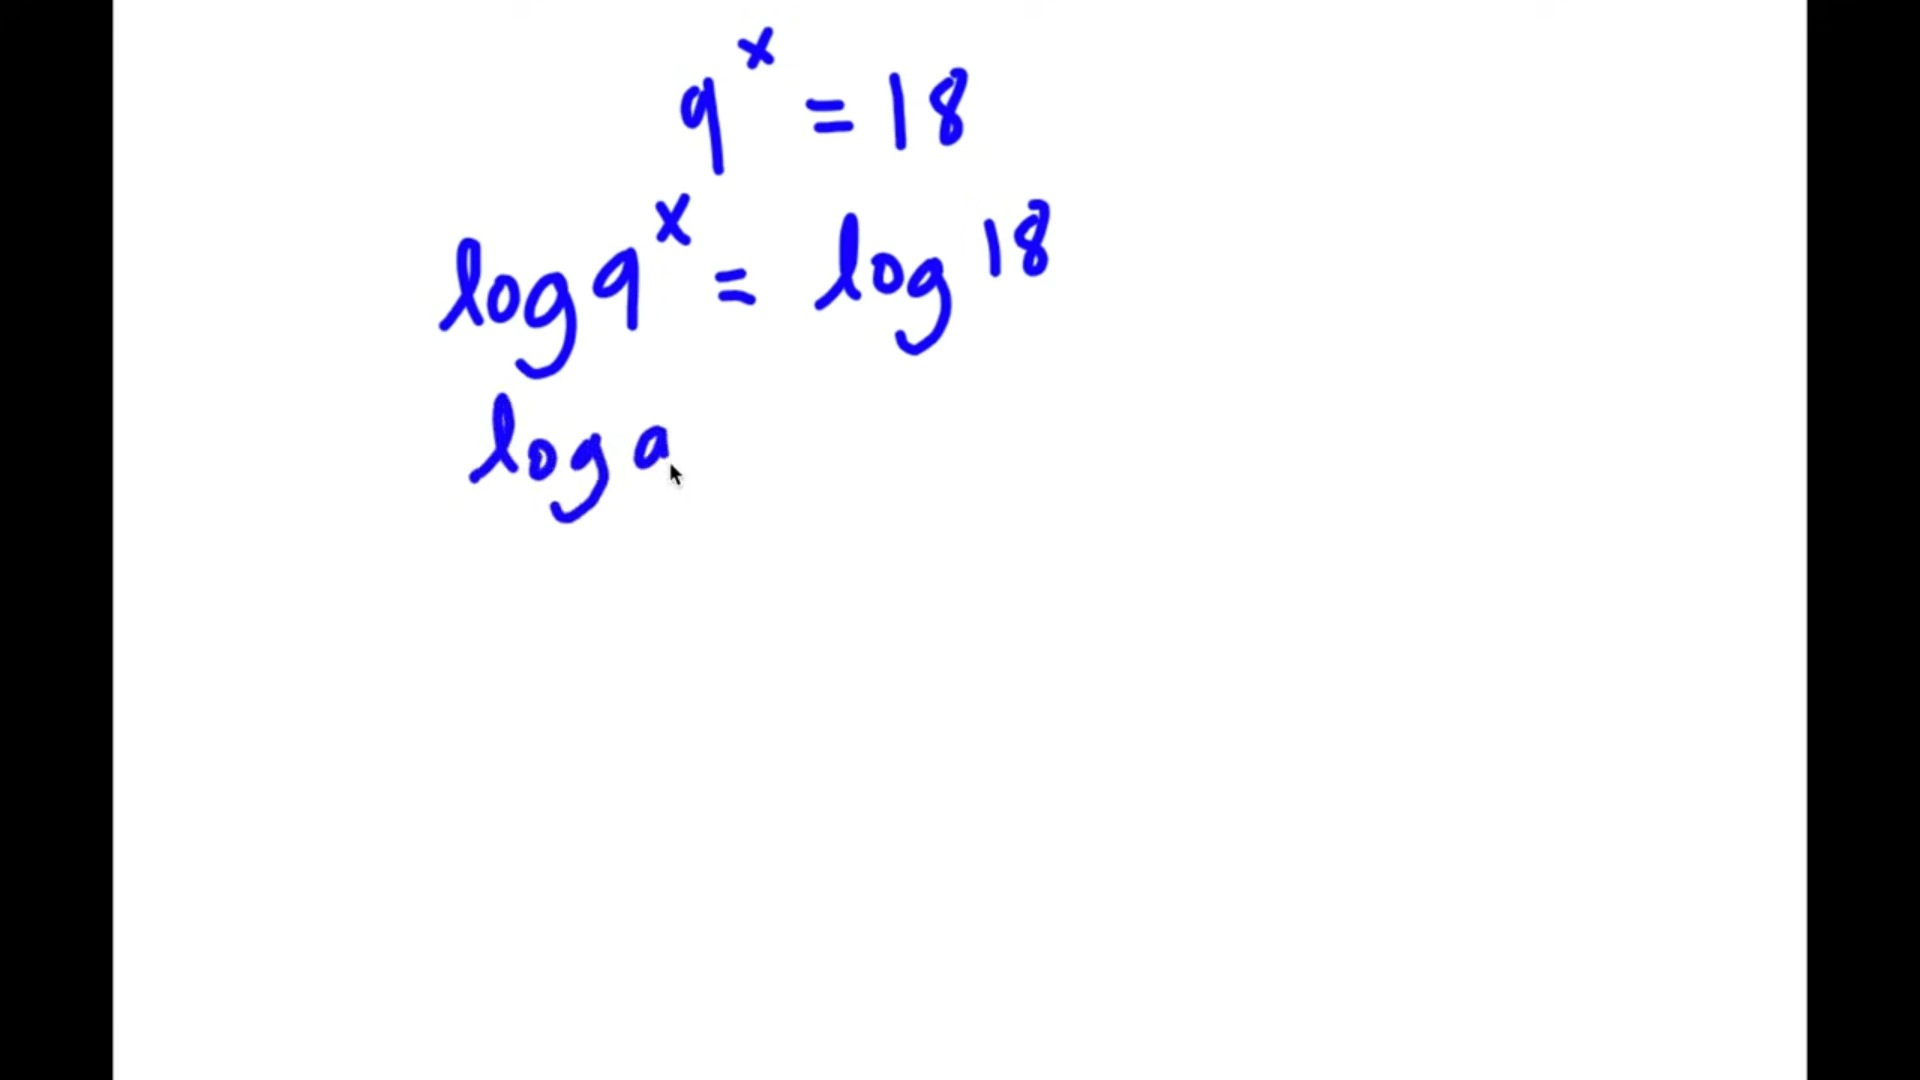 9^x = 18
log 9^x = log 18
log a